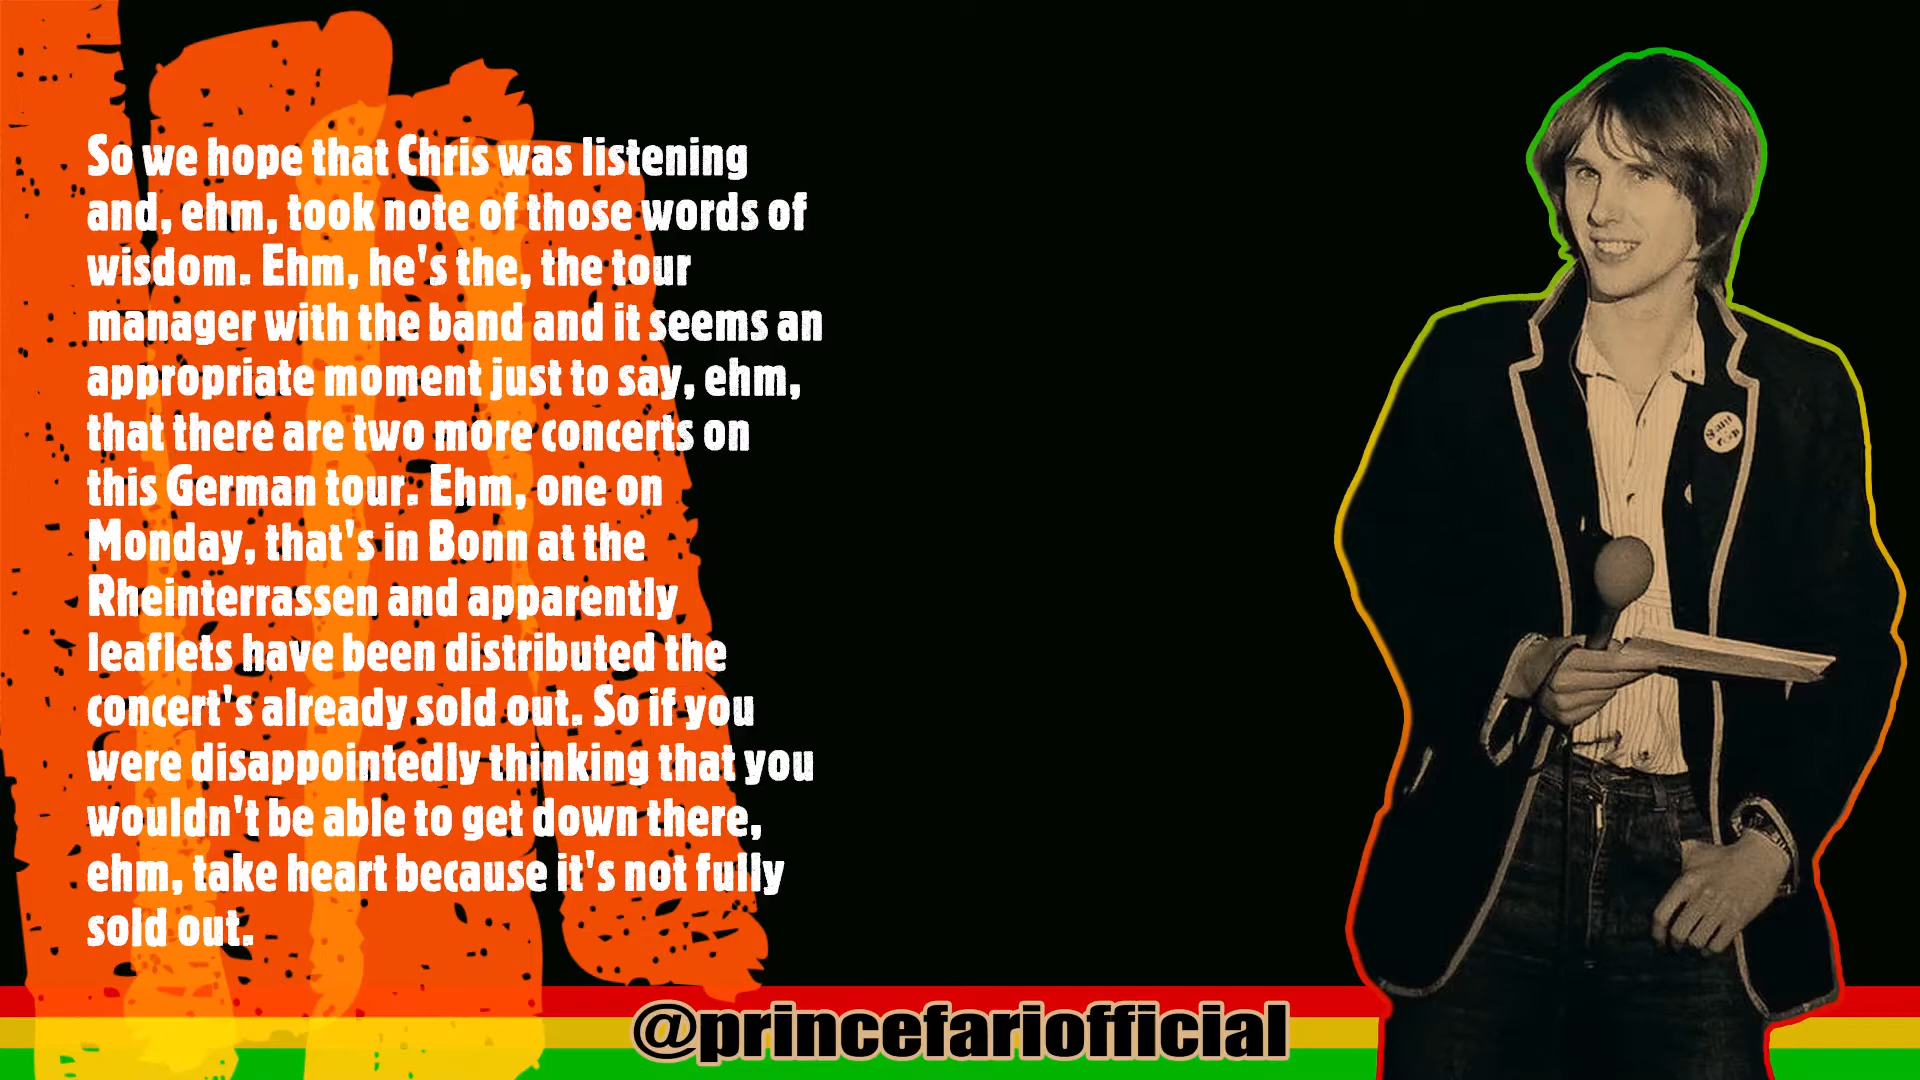 So we hope that Chris was listening
and, ehm, took note of those words of
wisdom. Ehm, he's the, the tour
manager with the band and it seems an
appropriate moment just to say, ehm,
that there are two more concerts on
this German tour. Ehm, one on
Monday, that's in Bonn at the
Rheinterrassen and apparently
leaflets have been distributed the
concert's already sold out. So if you
were disappointedly thinking that you
wouldn't be able to get down there,
ehm, take heart because it's not fully
sold out.
@princefariofficial